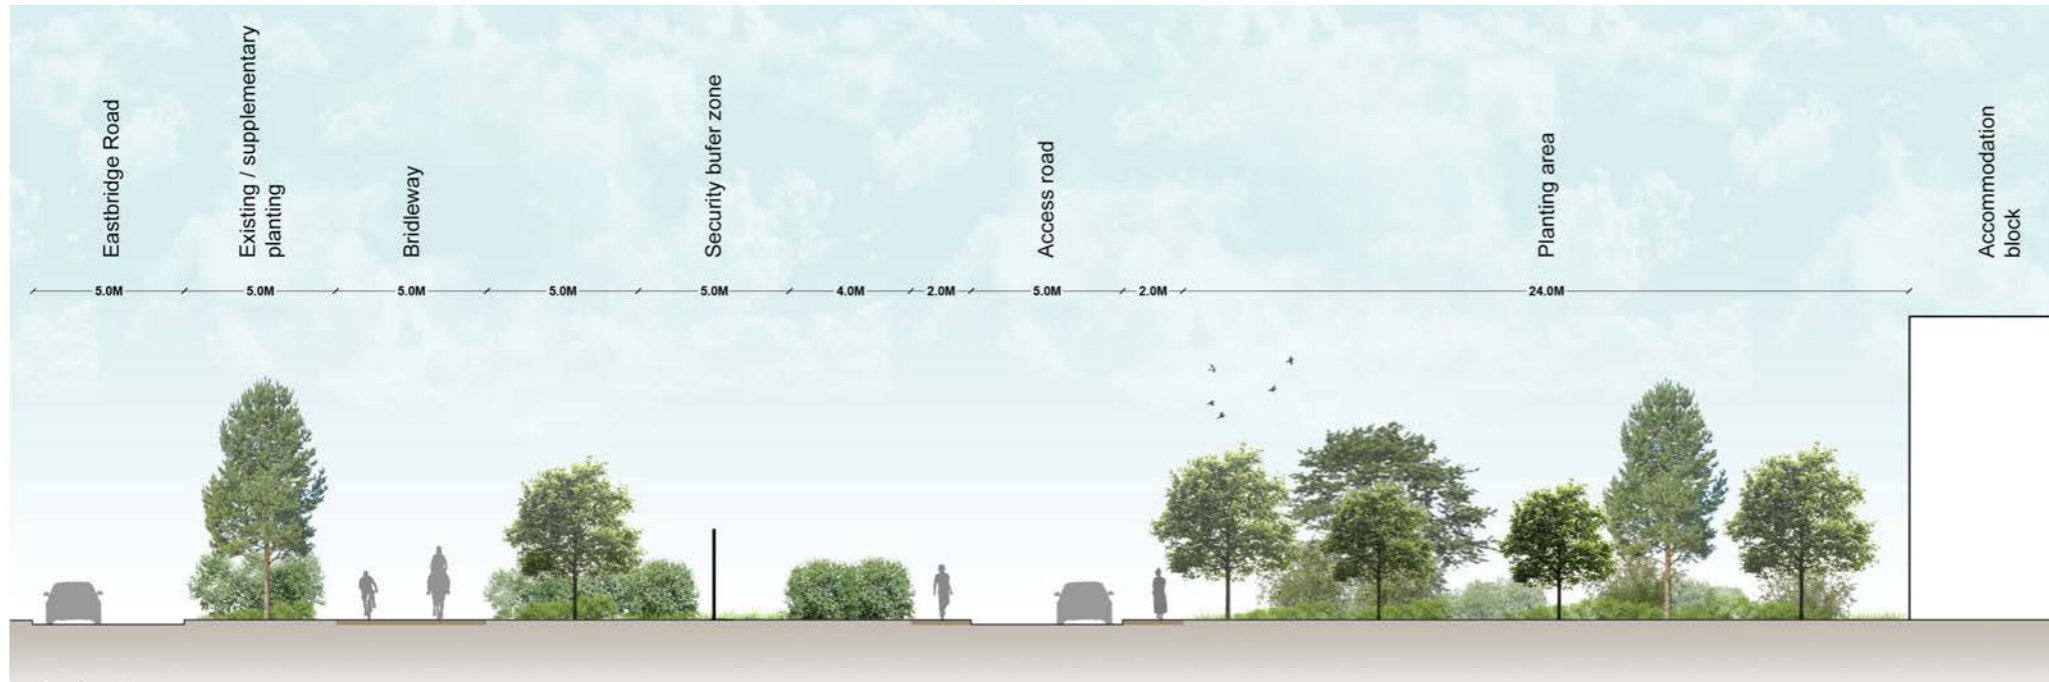 Eastbridge Road
Existing / supplementary
planting
Bridleway
Security bufer zone
Access road
Planting area
Accommodation
block
5.0M
5.0M
5.0M
5.0M
5.0M
4.0M
2.0M
5.0M
2.0M
24.0M